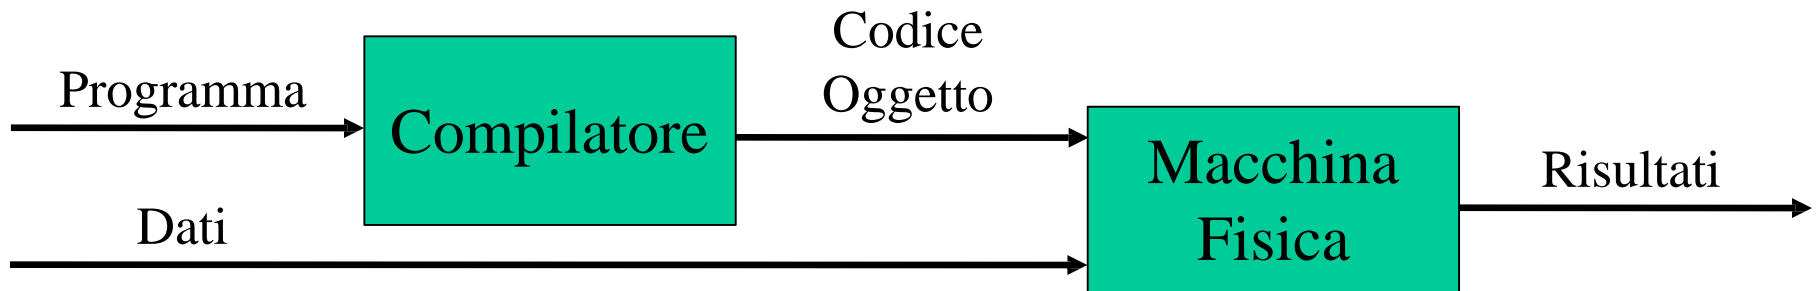 Programma
Compilatore
Codice
Oggetto
Dati
Macchina
Fisica
Risultati